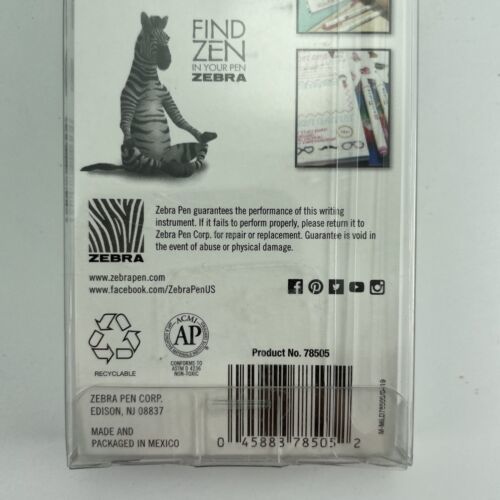 FIND
ZEN
IN YOUR PEN
ZEBRA
Zebra Pen guarantees the performance of this writing
instrument. If it fails to perform properly, please return it to
Zebra Pen Corp. for repair or replacement. Guarantee is void in
the event of abuse or physical damage.
ZEBRA
www.zebrapen.com
www.facebook.com/ZebraPenUS
ACMI
AP
RECYCLABLE
CONFORMS TO
ASTM D 4236
NON-TOXIC
Product No. 78505
ZEBRA PEN CORP.
EDISON, NJ 08837
MADE AND
PACKAGED IN MEXICO
0 45883 78505 2